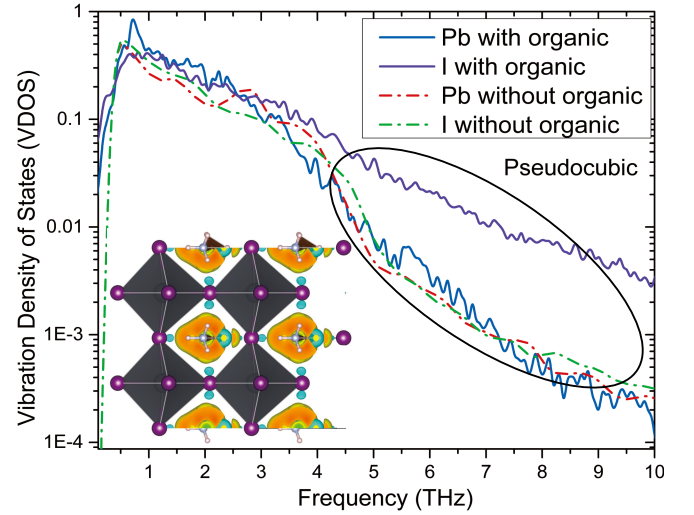 1
0.1
0.01
1E-3
1E-4
Vibration Density of States (VDOS)
Pb with organic
I with organic
Pb without organic
I without organic
Pseudocubic
1 2 3 4 5 6 7 8 9 10
Frequency (THz)